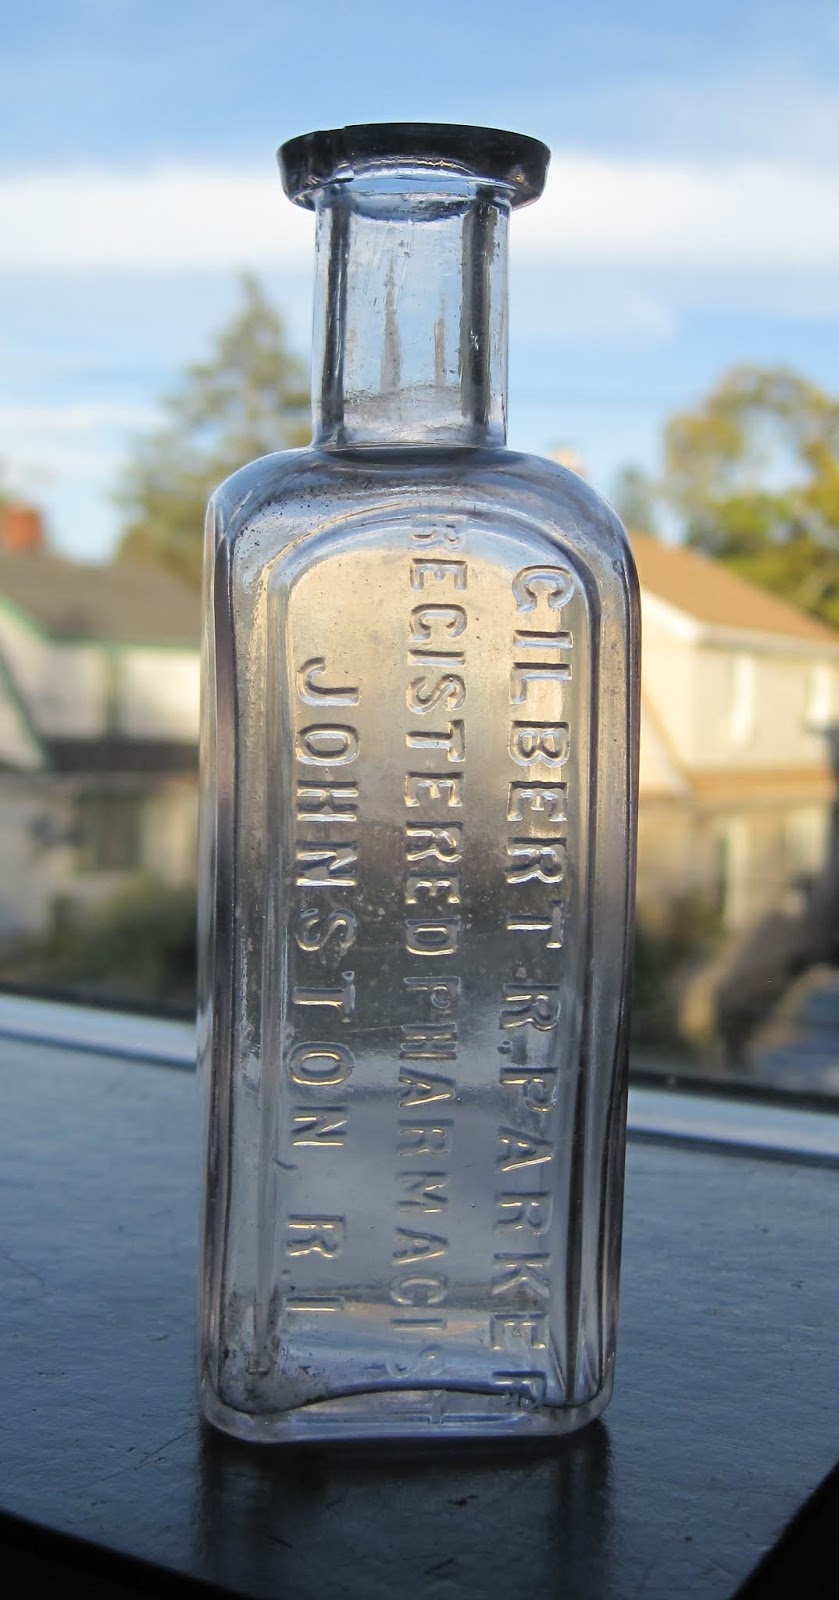 GILBERT R. PARKER
REGISTERED PHARMACIST
JOHNSTON, R.I.